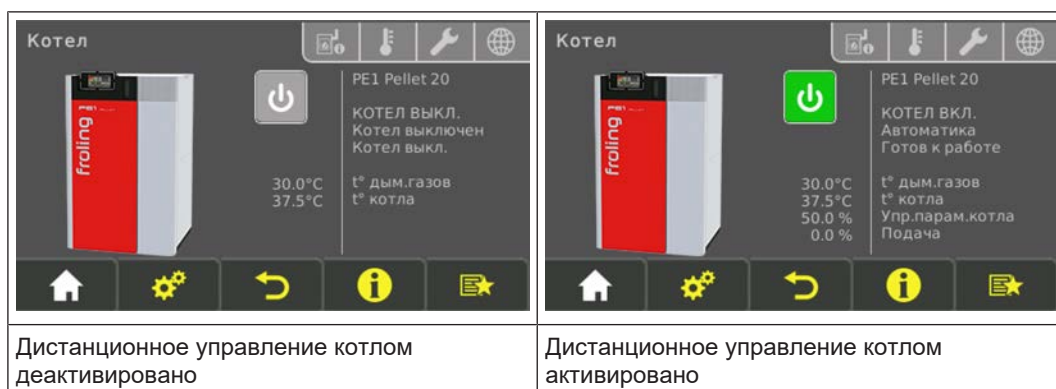 Котел
PE1 Pellet 20
КОТЕЛ ВЫКЛ.
Котел выключен
Котел выкл.
30.0°C t° дым.газов
37.5°C t° котла
froling
Дистанционное управление котлом
деактивировано
Котел
PE1 Pellet 20
КОТЕЛ ВКЛ.
Автоматика
Готов к работе
30.0°C t° дым.газов
37.5°C t° котла
50.0 % Упр.парам.котла
0.0 % Подача
froling
Дистанционное управление котлом
активировано